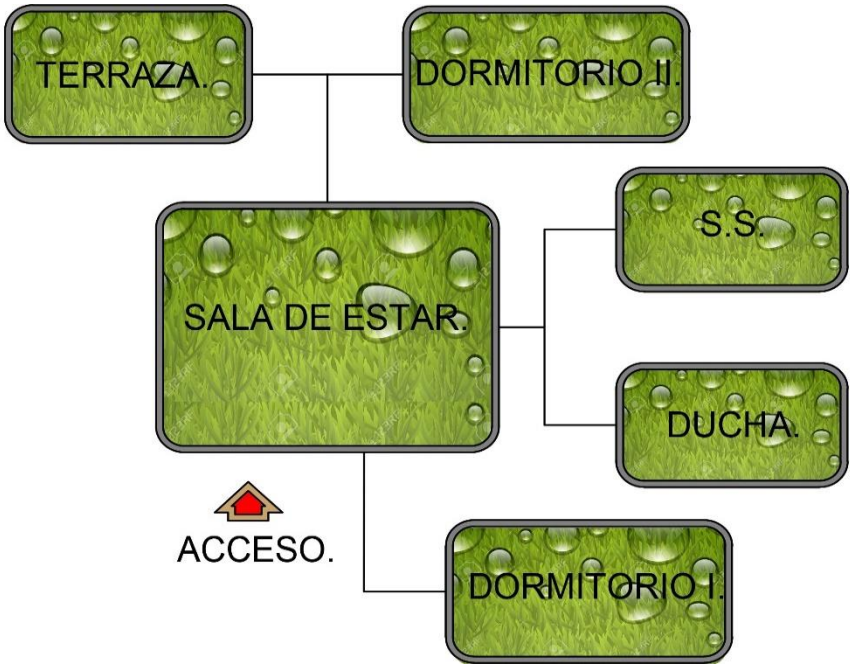 TERRAZA.
DORMITORIO II.
S.S.
SALA DE ESTAR.
DUCHA.
ACCESO.
DORMITORIO I.